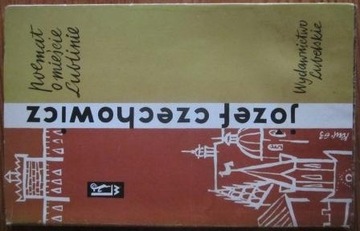 Poemat
o mieście
Lublinie
józef czechowicz
Wydawnictwo
Lubelskie
W